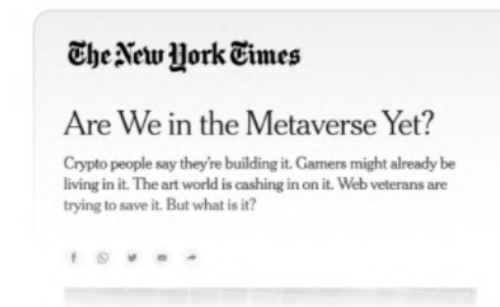 The New York Times
Are We in the Metaverse Yet?
Crypto people say they're building it. Gamers might already be
living in it. The art world is cashing in on it. Web veterans are
trying to save it. But what is it?